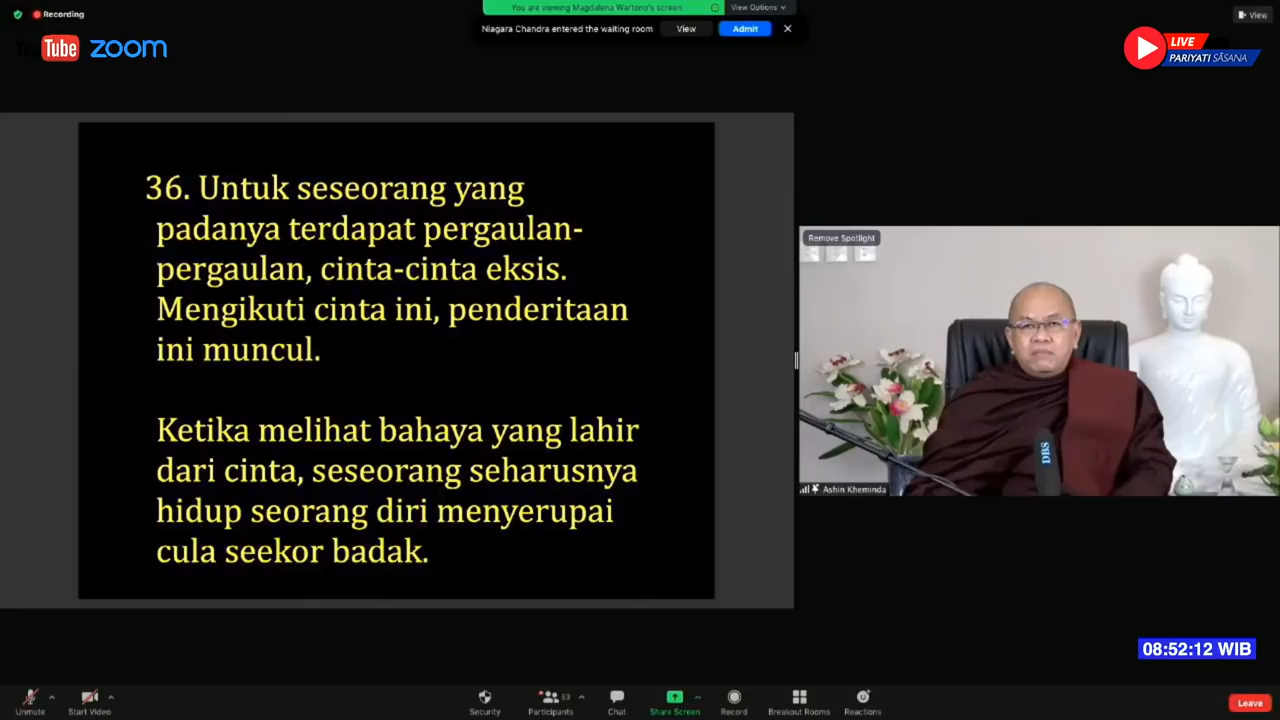 Recording
You are viewing Magdalena Wartono's screen
View Options
View
Niagara Chandra entered the waiting room
View
Admit
Tube
zoom
LIVE
PARIYATI SĀSANA
36. Untuk seseorang yang
padanya terdapat pergaulan-
pergaulan, cinta-cinta eksis.
Mengikuti cinta ini, penderitaan
ini muncul.
Ketika melihat bahaya yang lahir
dari cinta, seseorang seharusnya
hidup seorang diri menyerupai
cula seekor badak.
Remove Spotlight
DBS
Ashin Kheminda
08:52:12 WIB
Unmute
Start Video
Security
Participants
53
Chat
Share Screen
Record
Breakout Rooms
Reactions
Leave